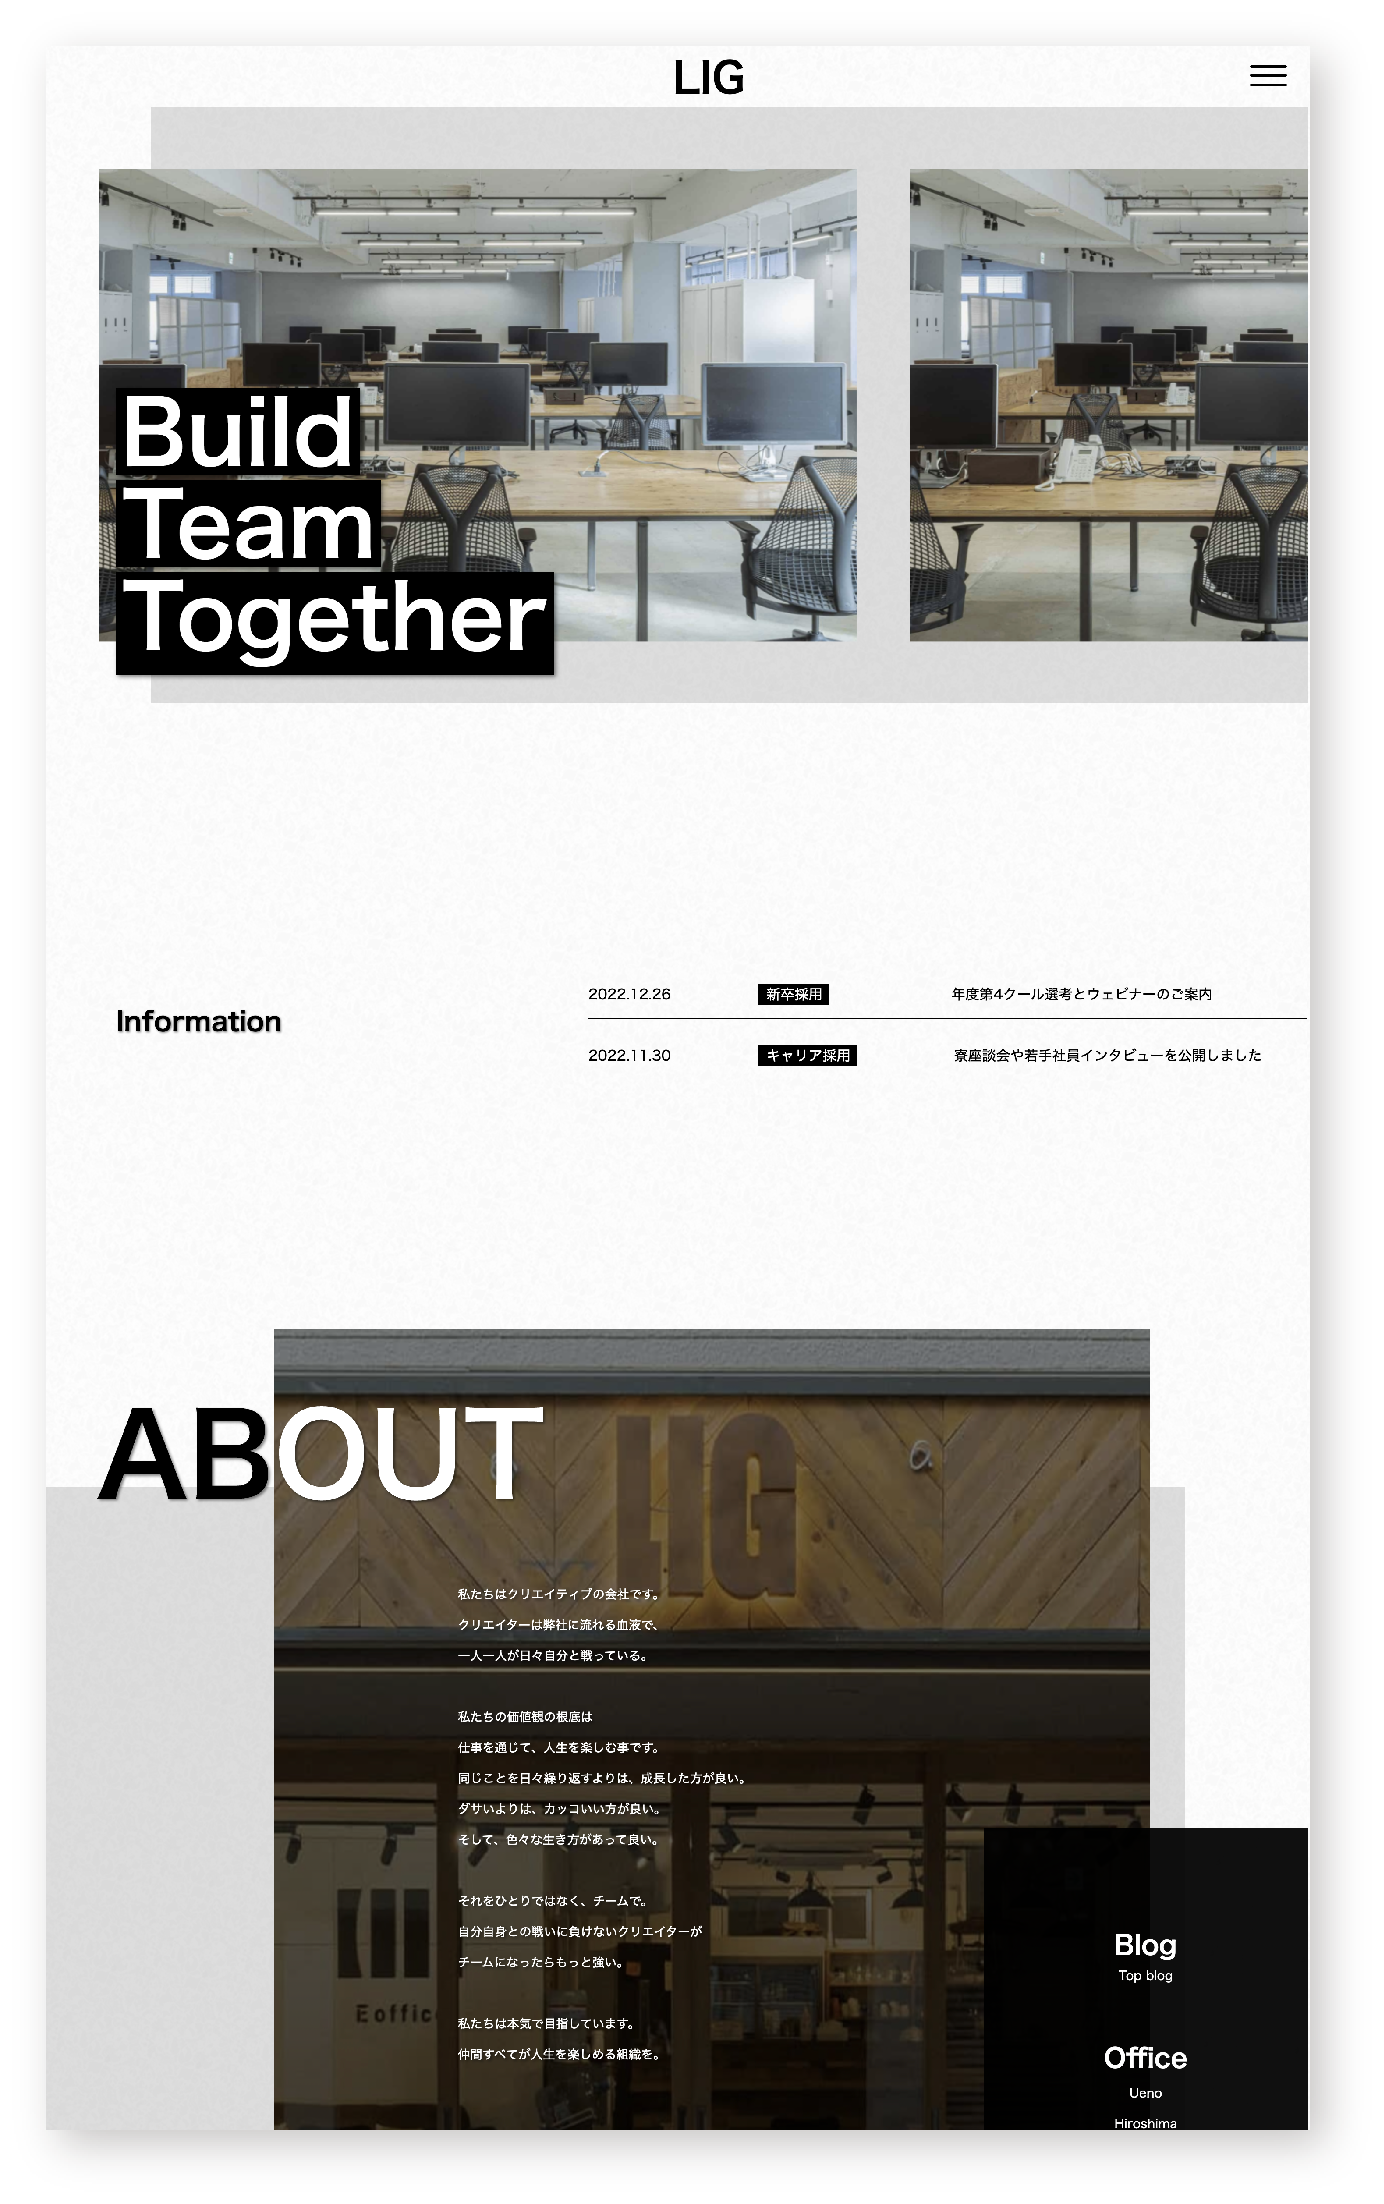 LIG
Build
Team
Together
Information
2022.12.26 新卒採用 年度第4クール選考とウェビナーのご案内
2022.11.30 キャリア採用 寮座談会や若手社員インタビューを公開しました
ABOUT
LIG
私たちはクリエイティブの会社です。
クリエイターは弊社に流れる血液で、
一人一人が日々自分と戦っている。
私たちの価値観の根底は
仕事を通じて、人生を楽しむ事です。
同じことを日々繰り返すよりは、成長した方が良い。
ダサいよりは、カッコいい方が良い。
そして、色々な生き方があって良い。
それをひとりではなく、チームで。
自分自身との戦いに負けないクリエイターが
チームになったらもっと強い。
Eoffic
私たちは本気で目指しています。
仲間すべてが人生を楽しめる組織を。
Blog
Top blog
Office
Ueno
Hiroshima